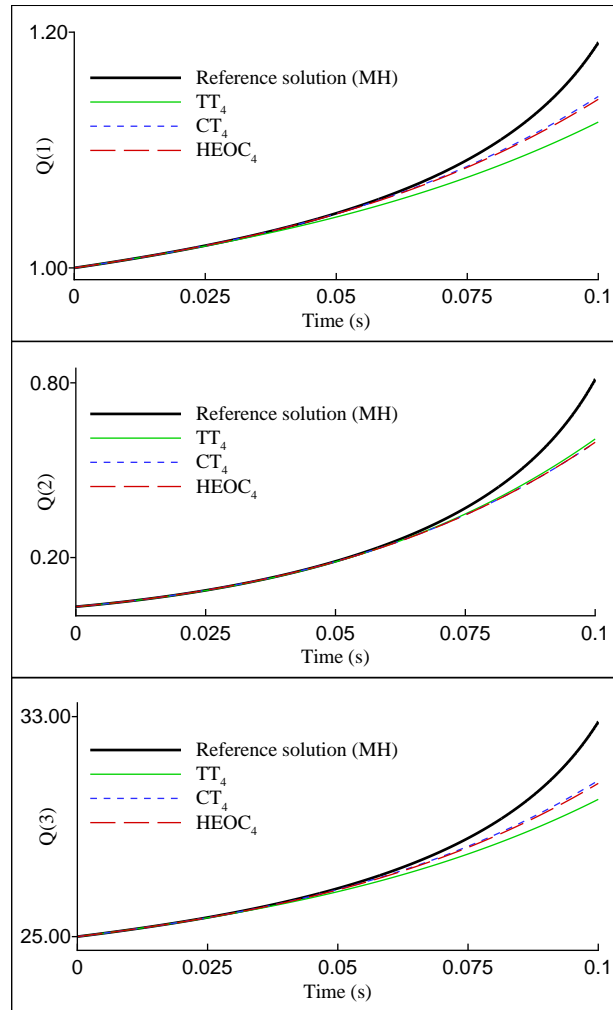 1.20
Reference solution (MH)
TT4
CT4
HEOC4
Q(1)
1.00
0 0.025 0.05 0.075 0.1
Time (s)
0.80
Reference solution (MH)
TT4
CT4
HEOC4
Q(2)
0.20
0 0.025 0.05 0.075 0.1
Time (s)
33.00
Reference solution (MH)
TT4
CT4
HEOC4
Q(3)
25.00
0 0.025 0.05 0.075 0.1
Time (s)